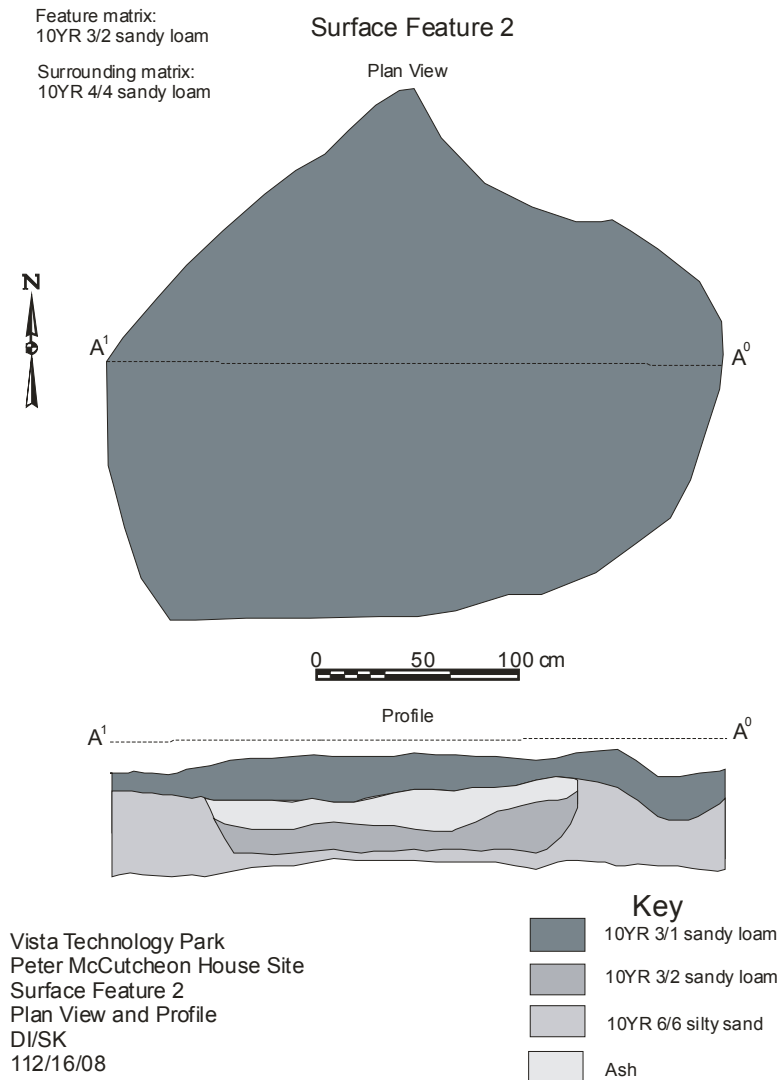 Feature matrix:
10YR 3/2 sandy loam
Surface Feature 2
Surrounding matrix:
10YR 4/4 sandy loam
Plan View
N
A¹
A⁰
0 50 100 cm
Profile
A¹
A⁰
Key
10YR 3/1 sandy loam
10YR 3/2 sandy loam
10YR 6/6 silty sand
Ash
Vista Technology Park
Peter McCutcheon House Site
Surface Feature 2
Plan View and Profile
DI/SK
112/16/08